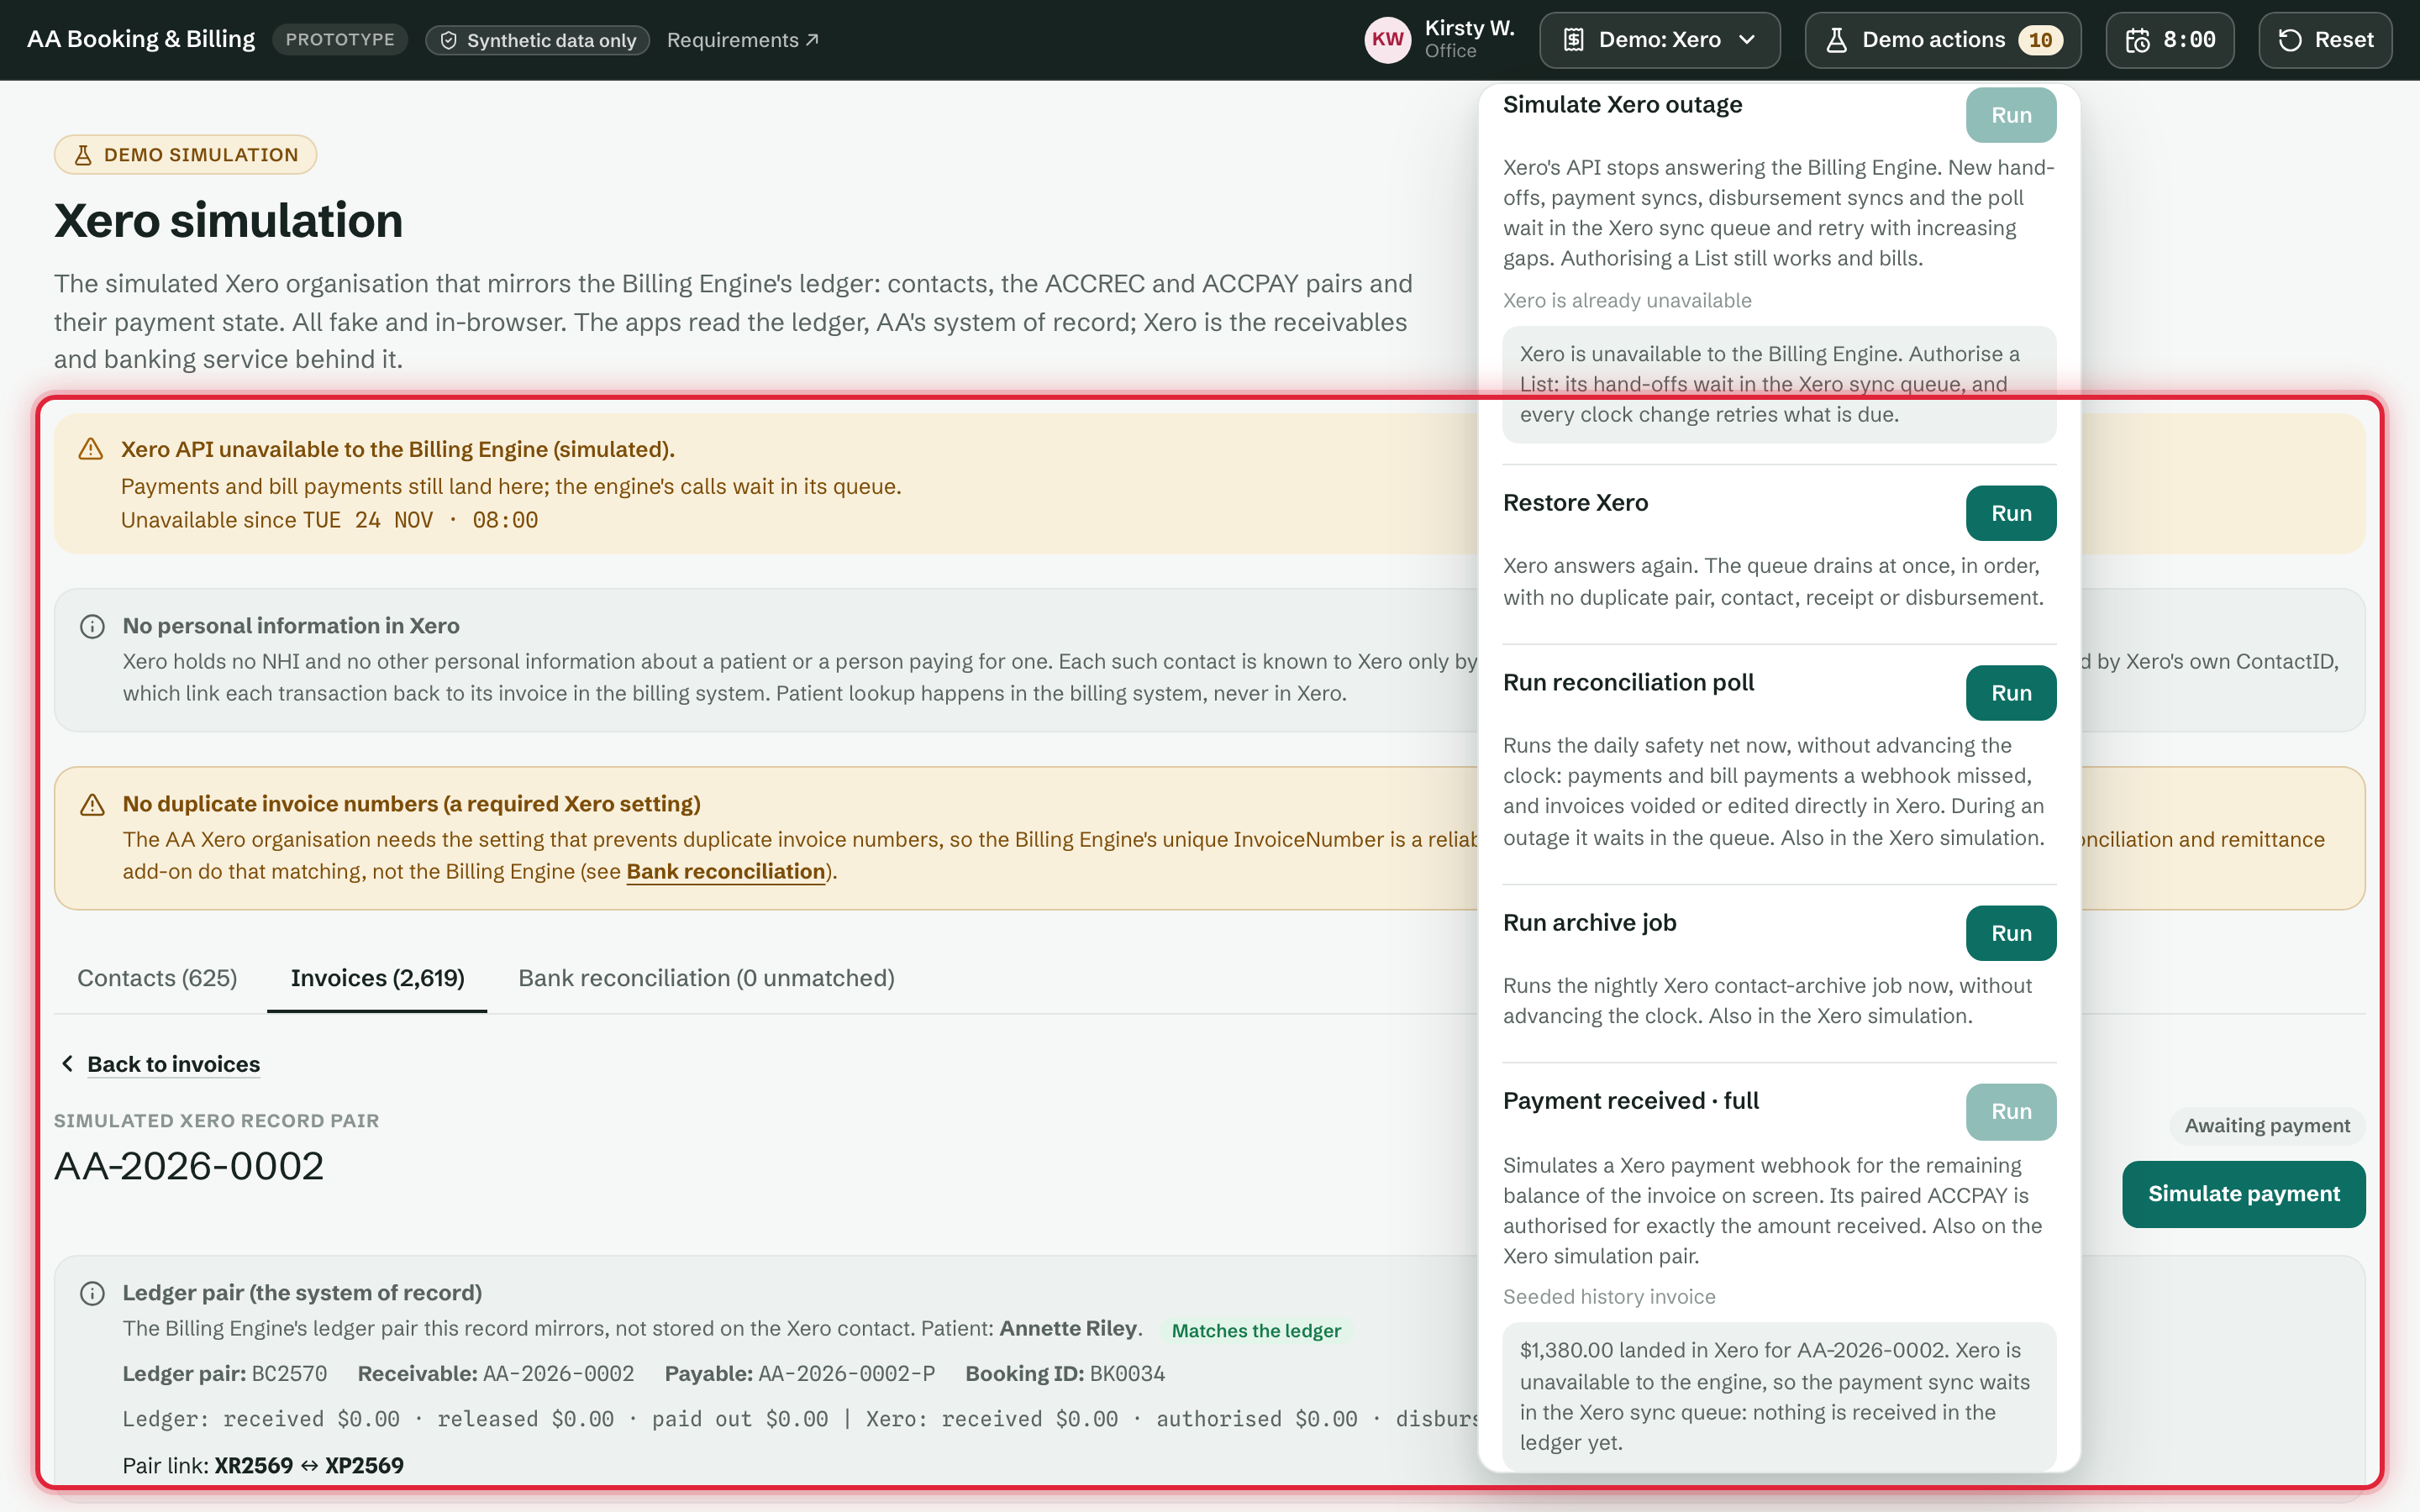 AA Booking & Billing
PROTOTYPE
Synthetic data only
Requirements ↗
KW
Kirsty W.
Office
Demo: Xero
Demo actions 10
8:00
Reset
DEMO SIMULATION
Xero simulation
The simulated Xero organisation that mirrors the Billing Engine's ledger: contacts, the ACCREC and ACCPAY pairs and
their payment state. All fake and in-browser. The apps read the ledger, AA's system of record; Xero is the receivables
and banking service behind it.
Xero API unavailable to the Billing Engine (simulated).
Payments and bill payments still land here; the engine's calls wait in its queue.
Unavailable since TUE 24 NOV · 08:00
No personal information in Xero
Xero holds no NHI and no other personal information about a patient or a person paying for one. Each such contact is known to Xero only by
d by Xero's own ContactID,
which link each transaction back to its invoice in the billing system. Patient lookup happens in the billing system, never in Xero.
No duplicate invoice numbers (a required Xero setting)
The AA Xero organisation needs the setting that prevents duplicate invoice numbers, so the Billing Engine's unique InvoiceNumber is a reliab
nciliation and remittance
add-on do that matching, not the Billing Engine (see Bank reconciliation).
Contacts (625)
Invoices (2,619)
Bank reconciliation (0 unmatched)
Back to invoices
SIMULATED XERO RECORD PAIR
AA-2026-0002
Awaiting payment
Simulate payment
Ledger pair (the system of record)
The Billing Engine's ledger pair this record mirrors, not stored on the Xero contact. Patient: Annette Riley. Matches the ledger
Ledger pair: BC2570 Receivable: AA-2026-0002 Payable: AA-2026-0002-P Booking ID: BK0034
Ledger: received $0.00 · released $0.00 · paid out $0.00 | Xero: received $0.00 · authorised $0.00 · disburs
Pair link: XR2569 ↔ XP2569
Simulate Xero outage
Run
Xero's API stops answering the Billing Engine. New hand-
offs, payment syncs, disbursement syncs and the poll
wait in the Xero sync queue and retry with increasing
gaps. Authorising a List still works and bills.
Xero is already unavailable
Xero is unavailable to the Billing Engine. Authorise a
List: its hand-offs wait in the Xero sync queue, and
every clock change retries what is due.
Restore Xero
Run
Xero answers again. The queue drains at once, in order,
with no duplicate pair, contact, receipt or disbursement.
Run reconciliation poll
Run
Runs the daily safety net now, without advancing the
clock: payments and bill payments a webhook missed,
and invoices voided or edited directly in Xero. During an
outage it waits in the queue. Also in the Xero simulation.
Run archive job
Run
Runs the nightly Xero contact-archive job now, without
advancing the clock. Also in the Xero simulation.
Payment received · full
Run
Simulates a Xero payment webhook for the remaining
balance of the invoice on screen. Its paired ACCPAY is
authorised for exactly the amount received. Also on the
Xero simulation pair.
Seeded history invoice
$1,380.00 landed in Xero for AA-2026-0002. Xero is
unavailable to the engine, so the payment sync waits
in the Xero sync queue: nothing is received in the
ledger yet.